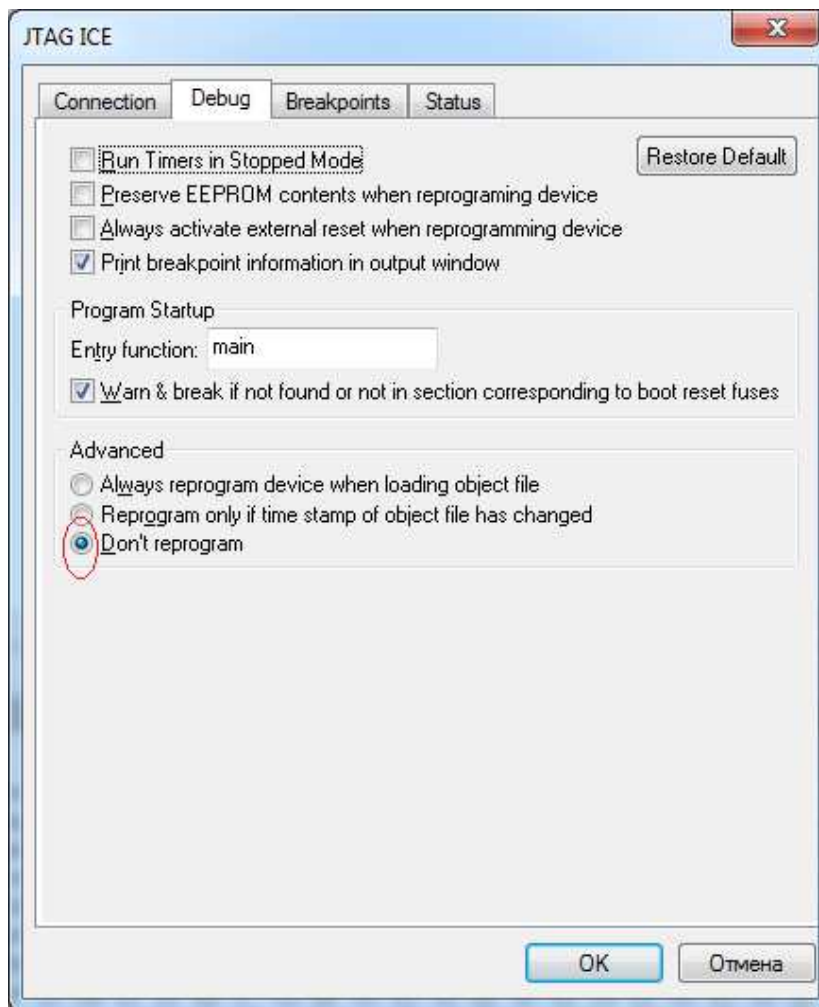 JTAG ICE
Connection Debug Breakpoints Status
Run Timers in Stopped Mode Restore Default
Preserve EEPROM contents when reprograming device
Always activate external reset when reprogramming device
Print breakpoint information in output window
Program Startup
Entry function: main
Warn & break if not found or not in section corresponding to boot reset fuses
Advanced
Always reprogram device when loading object file
Reprogram only if time stamp of object file has changed
Don't reprogram
OK Отмена